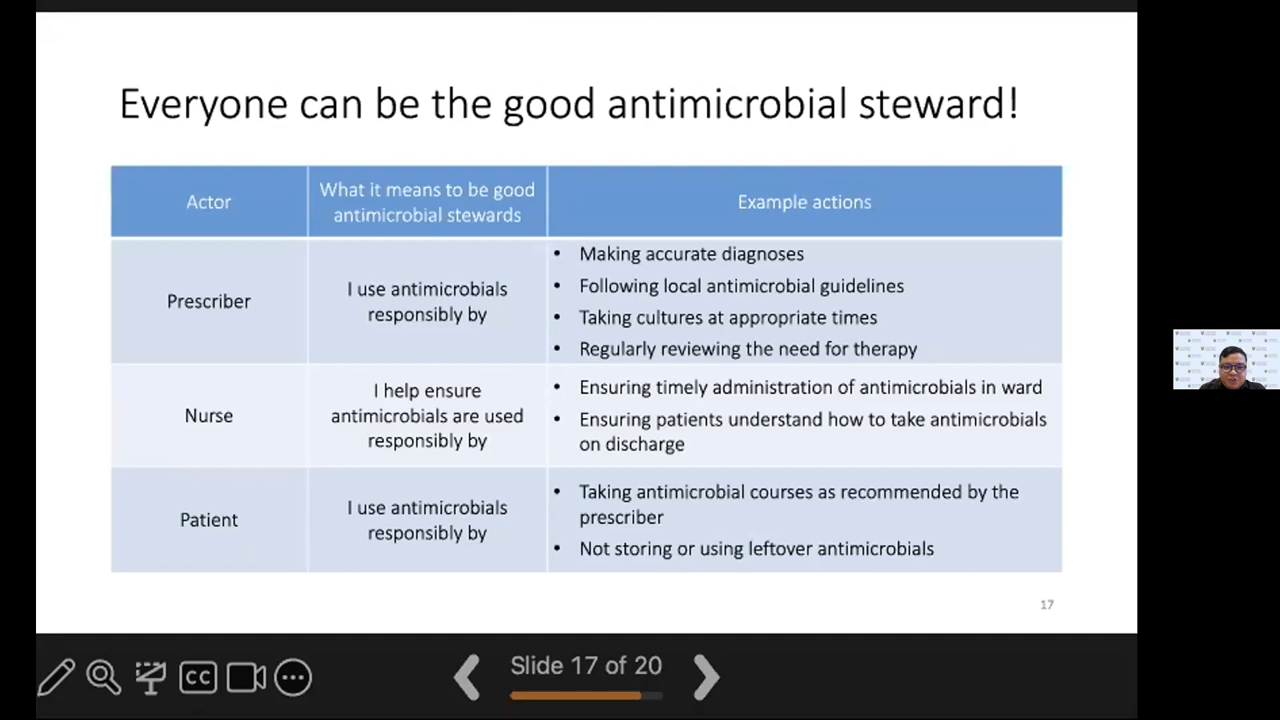 Everyone can be the good antimicrobial steward!
Actor
What it means to be good
antimicrobial stewards
Example actions
Prescriber
I use antimicrobials
responsibly by
• Making accurate diagnoses
• Following local antimicrobial guidelines
• Taking cultures at appropriate times
• Regularly reviewing the need for therapy
Nurse
I help ensure
antimicrobials are used
responsibly by
• Ensuring timely administration of antimicrobials in ward
• Ensuring patients understand how to take antimicrobials
on discharge
Patient
I use antimicrobials
responsibly by
• Taking antimicrobial courses as recommended by the
prescriber
• Not storing or using leftover antimicrobials
17
CC
Slide 17 of 20